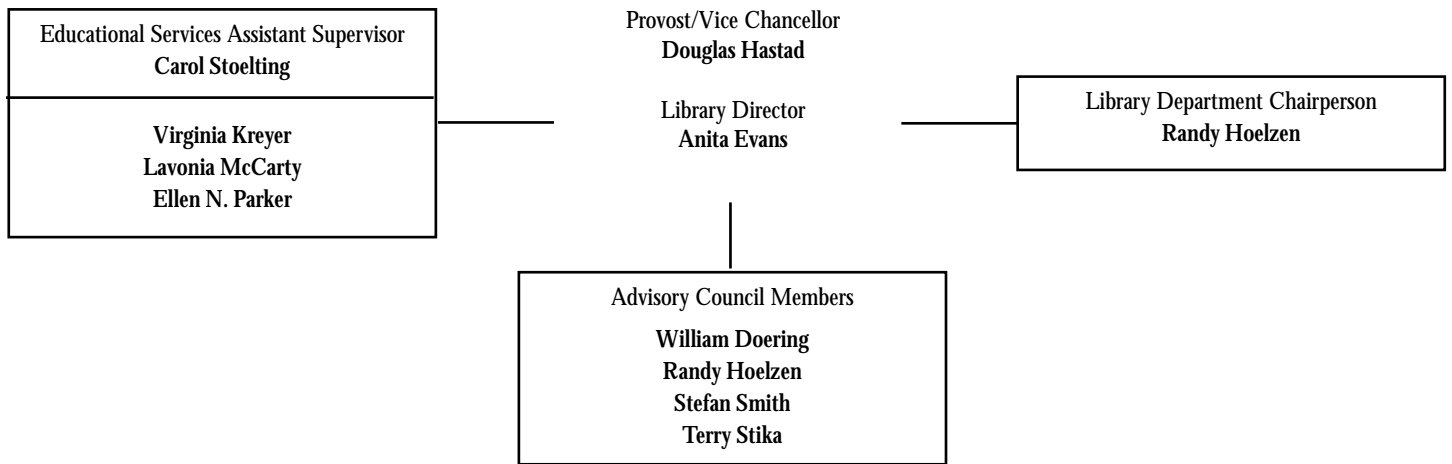 Educational Services Assistant Supervisor
Carol Stoelting
Virginia Kreyer
Lavonia McCarty
Ellen N. Parker
Provost/Vice Chancellor
Douglas Hastad
Library Director
Anita Evans
Library Department Chairperson
Randy Hoelzen
Advisory Council Members
William Doering
Randy Hoelzen
Stefan Smith
Terry Stika